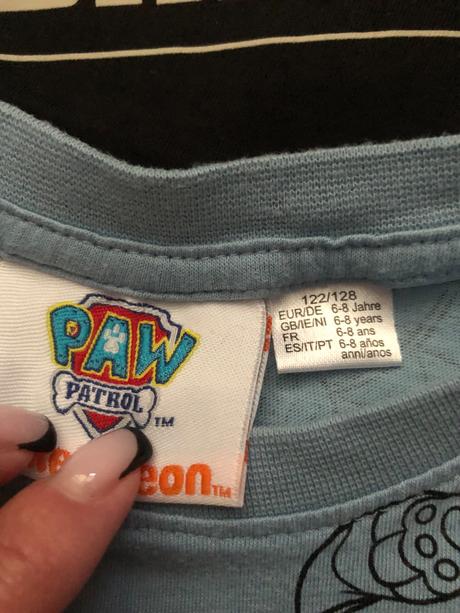 PAW
PATROL TM
eon TM
122/128
EUR/DE 6-8 Jahre
GB/IE/NI 6-8 years
FR 6-8 ans
ES/IT/PT 6-8 años
anni/anos